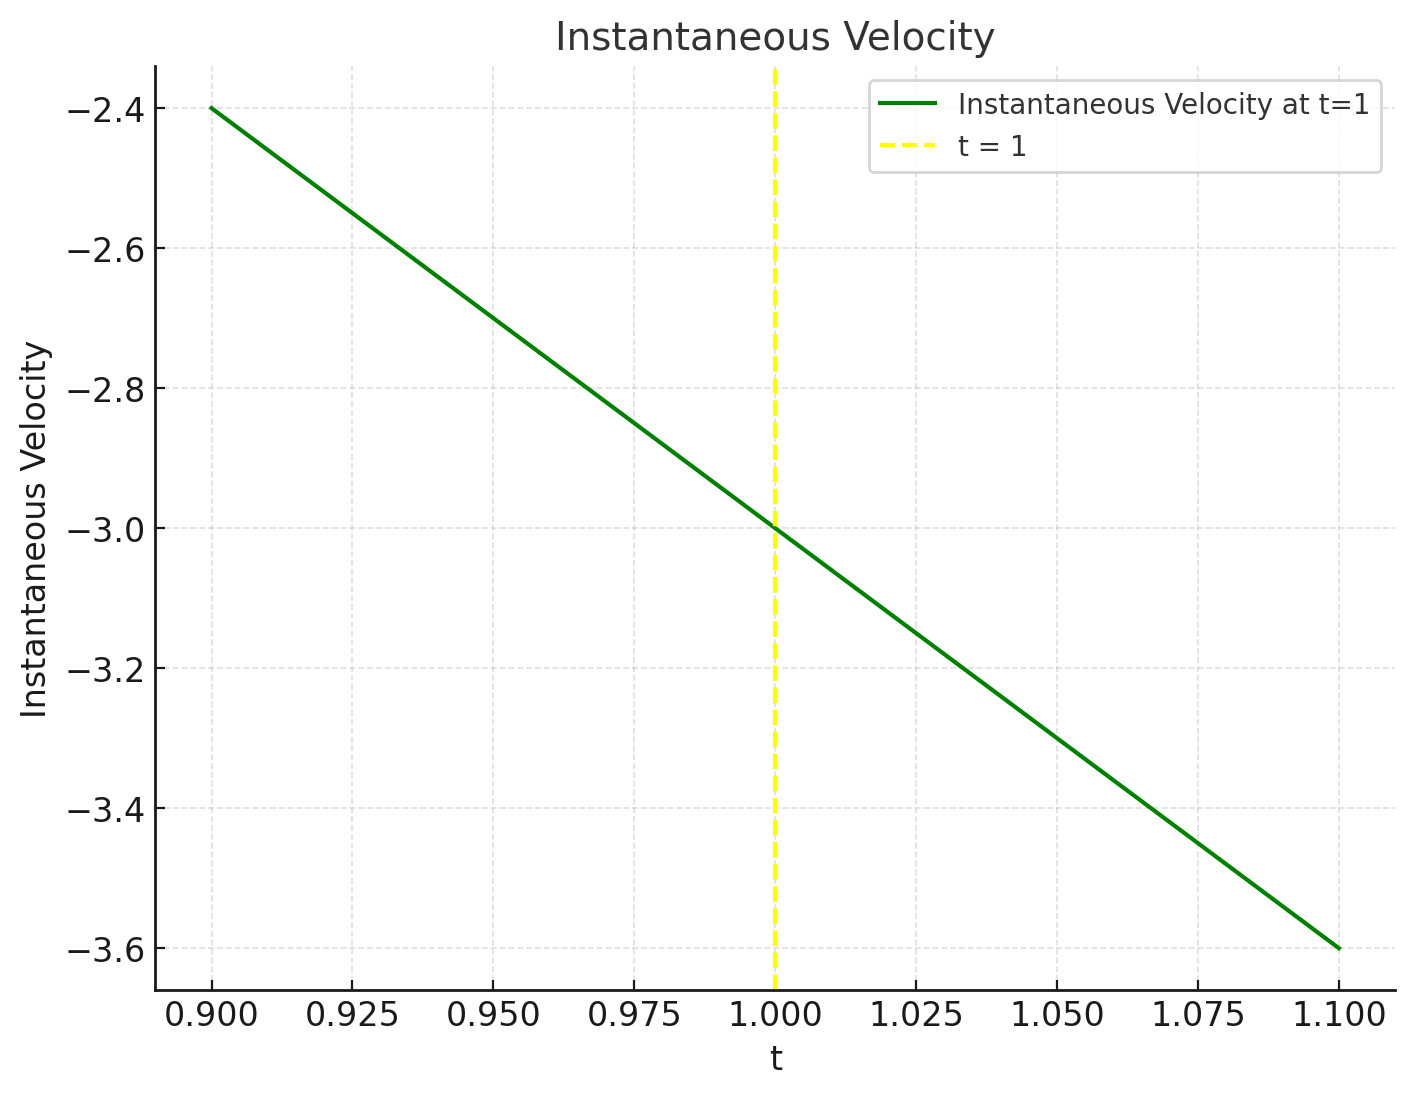 Instantaneous Velocity
Instantaneous Velocity at t=1
t = 1
Instantaneous Velocity
−2.4
−2.6
−2.8
−3.0
−3.2
−3.4
−3.6
0.900 0.925 0.950 0.975 1.000 1.025 1.050 1.075 1.100
t